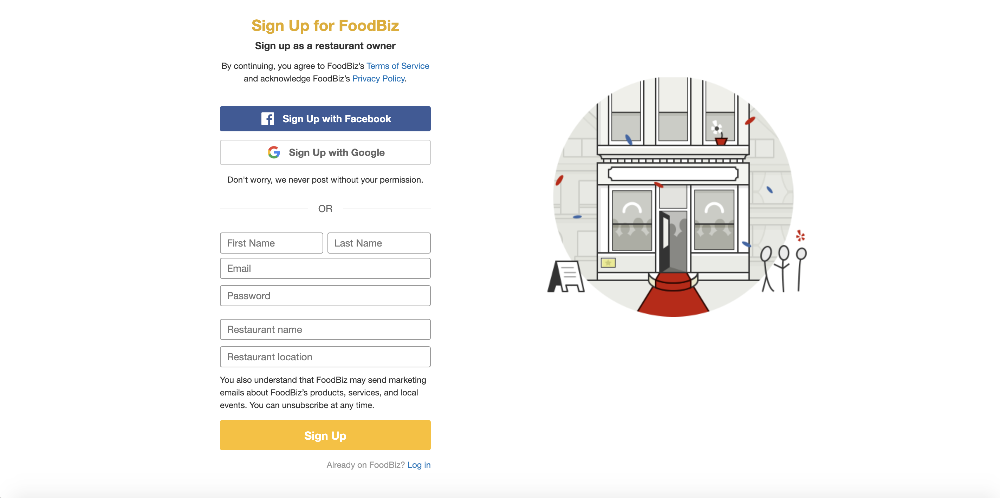 Sign Up for FoodBiz
Sign up as a restaurant owner
By continuing, you agree to FoodBiz’s Terms of Service
and acknowledge FoodBiz’s Privacy Policy.
Sign Up with Facebook
Sign Up with Google
Don't worry, we never post without your permission.
OR
First Name
Last Name
Email
Password
Restaurant name
Restaurant location
You also understand that FoodBiz may send marketing
emails about FoodBiz’s products, services, and local
events. You can unsubscribe at any time.
Sign Up
Already on FoodBiz? Log in